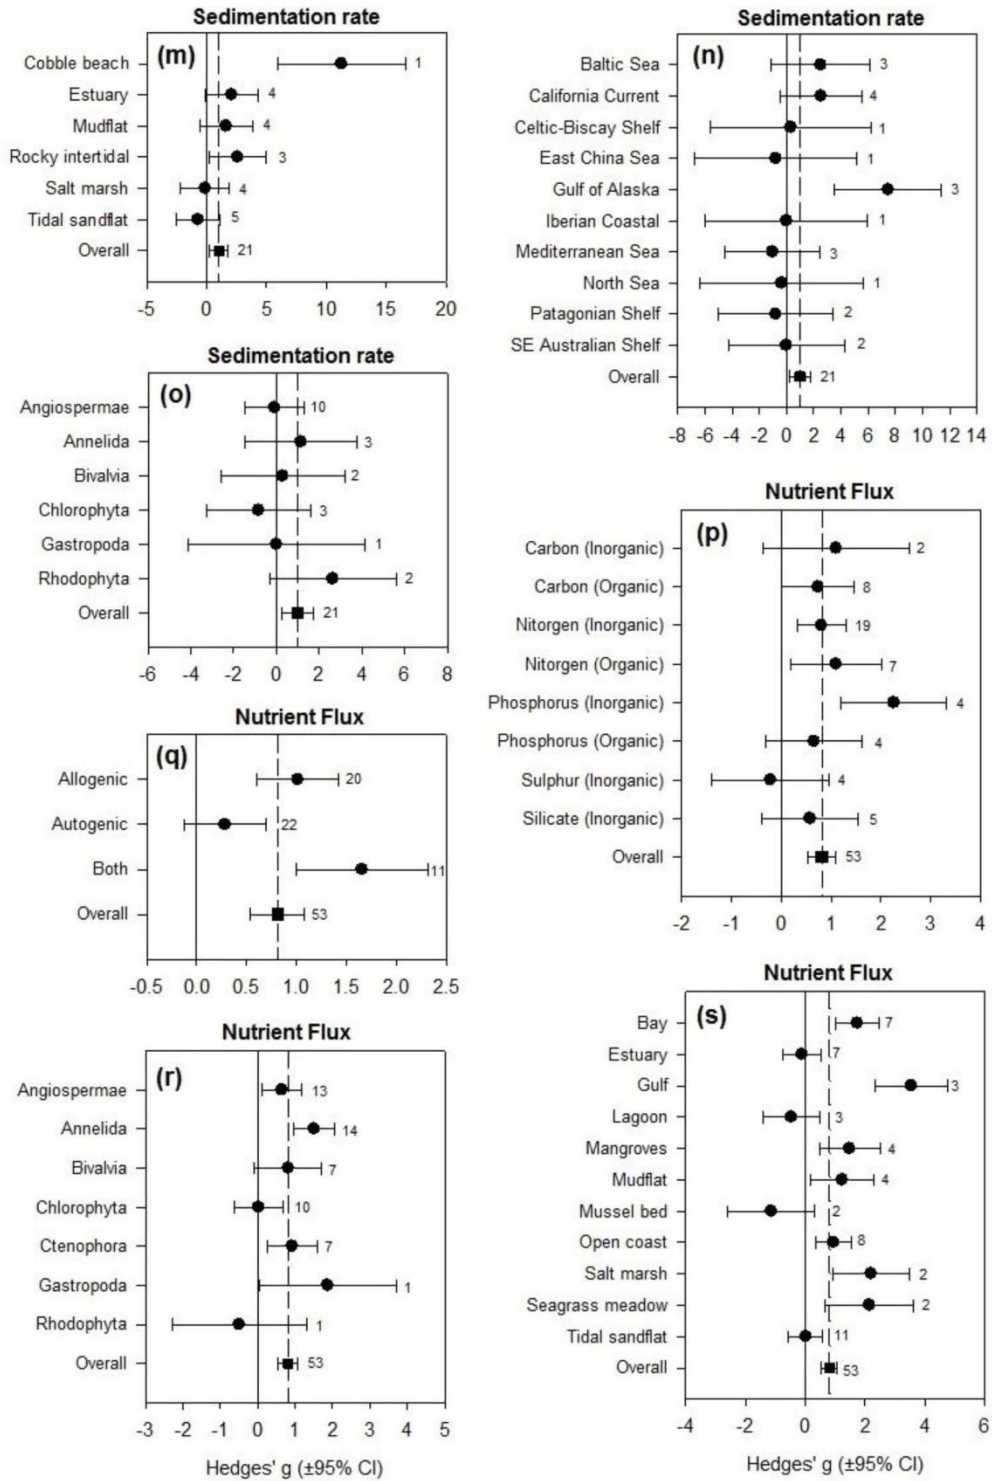 Sedimentation rate
(m)
Cobble beach 1
Estuary 4
Mudflat 4
Rocky intertidal 3
Salt marsh 4
Tidal sandflat 5
Overall 21
-5 0 5 10 15 20
Sedimentation rate
(n)
Baltic Sea 3
California Current 4
Celtic-Biscay Shelf 1
East China Sea 1
Gulf of Alaska 3
Iberian Coastal 1
Mediterranean Sea 3
North Sea 1
Patagonian Shelf 2
SE Australian Shelf 2
Overall 21
-8 -6 -4 -2 0 2 4 6 8 10 12 14
Sedimentation rate
(o)
Angiospermae 10
Annelida 3
Bivalvia 2
Chlorophyta 3
Gastropoda 1
Rhodophyta 2
Overall 21
-6 -4 -2 0 2 4 6 8
Nutrient Flux
(p)
Carbon (Inorganic) 2
Carbon (Organic) 8
Nitorgen (Inorganic) 19
Nitorgen (Organic) 7
Phosphorus (Inorganic) 4
Phosphorus (Organic) 4
Sulphur (Inorganic) 4
Silicate (Inorganic) 5
Overall 53
-2 -1 0 1 2 3 4
Nutrient Flux
(q)
Allogenic 20
Autogenic 22
Both 11
Overall 53
-0.5 0.0 0.5 1.0 1.5 2.0 2.5
Nutrient Flux
(r)
Angiospermae 13
Annelida 14
Bivalvia 7
Chlorophyta 10
Ctenophora 7
Gastropoda 1
Rhodophyta 1
Overall 53
-3 -2 -1 0 1 2 3 4 5
Hedges' g (±95% CI)
Nutrient Flux
(s)
Bay 7
Estuary 7
Gulf 3
Lagoon 3
Mangroves 4
Mudflat 4
Mussel bed 2
Open coast 8
Salt marsh 2
Seagrass meadow 2
Tidal sandflat 11
Overall 53
-4 -2 0 2 4 6
Hedges' g (±95% CI)